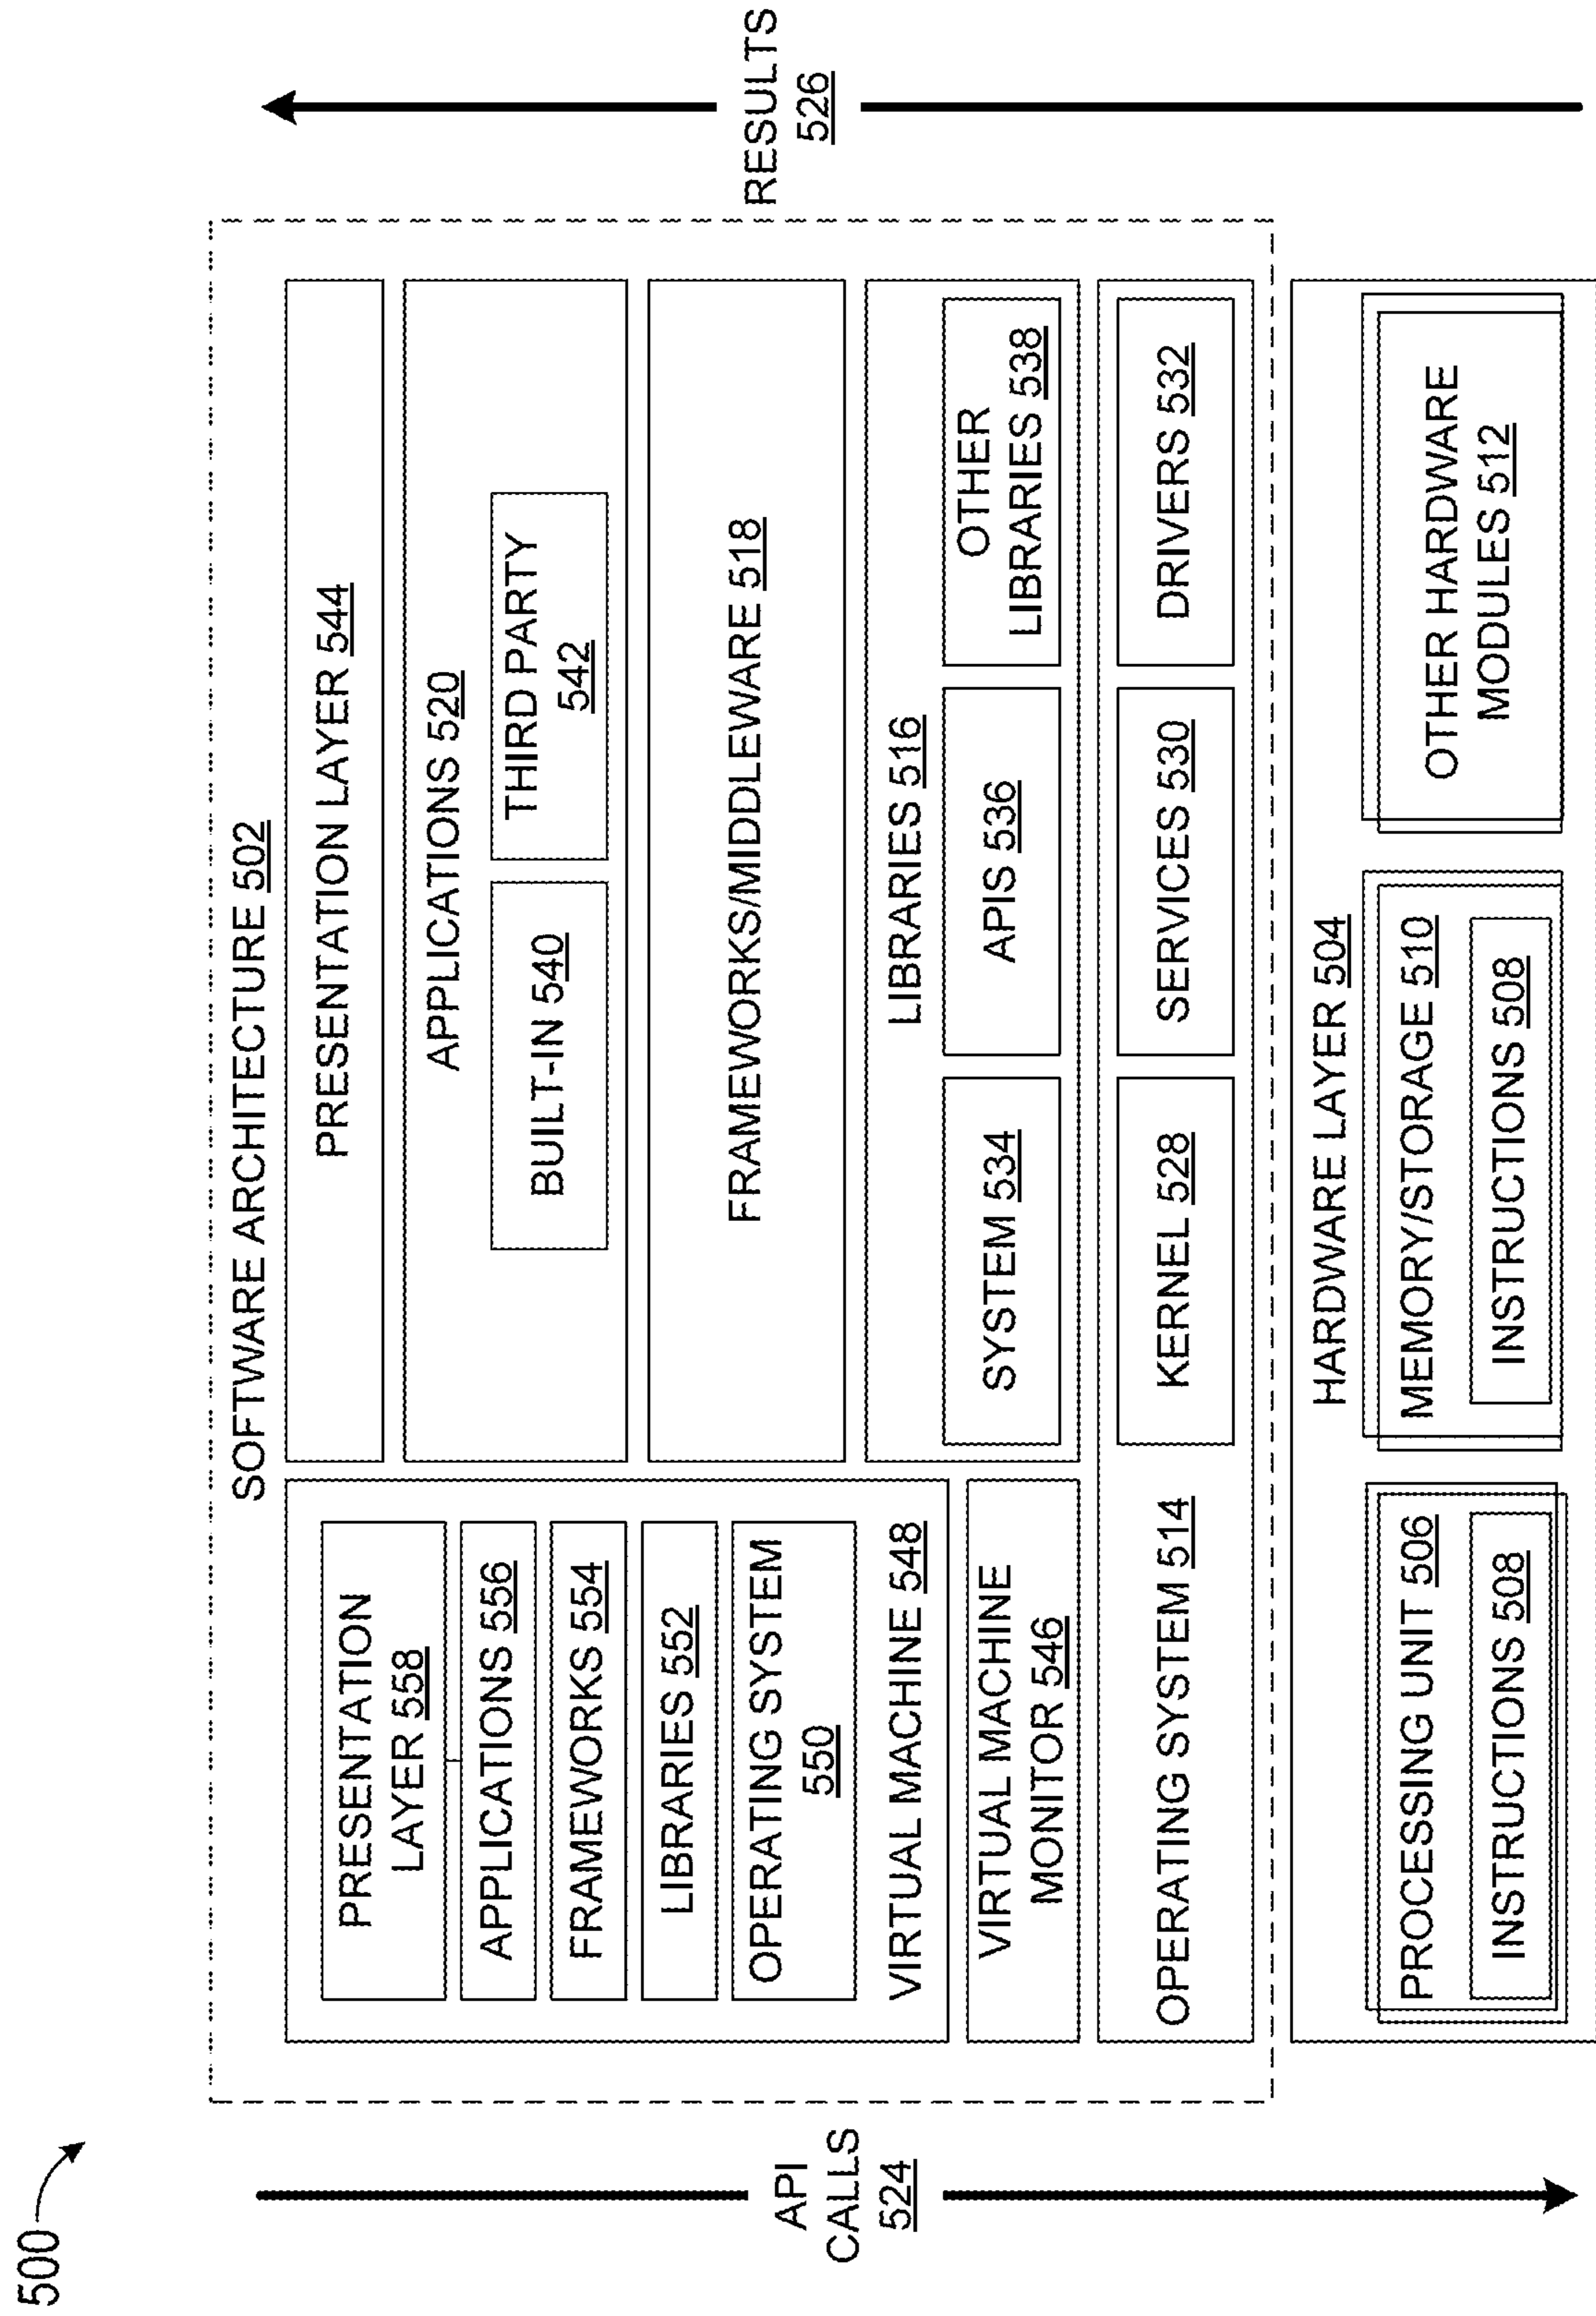 500
SOFTWARE ARCHITECTURE 502
PRESENTATION
LAYER 558
APPLICATIONS 556
FRAMEWORKS 554
LIBRARIES 552
OPERATING SYSTEM
550
VIRTUAL MACHINE 548
VIRTUAL MACHINE
MONITOR 546
PRESENTATION LAYER 544
APPLICATIONS 520
BUILT-IN 540
THIRD PARTY
542
FRAMEWORKS/MIDDLEWARE 518
LIBRARIES 516
SYSTEM 534
APIS 536
OTHER
LIBRARIES 538
OPERATING SYSTEM 514
KERNEL 528
SERVICES 530
DRIVERS 532
HARDWARE LAYER 504
PROCESSING UNIT 506
INSTRUCTIONS 508
MEMORY/STORAGE 510
INSTRUCTIONS 508
OTHER HARDWARE
MODULES 512
API
CALLS
524
RESULTS
526